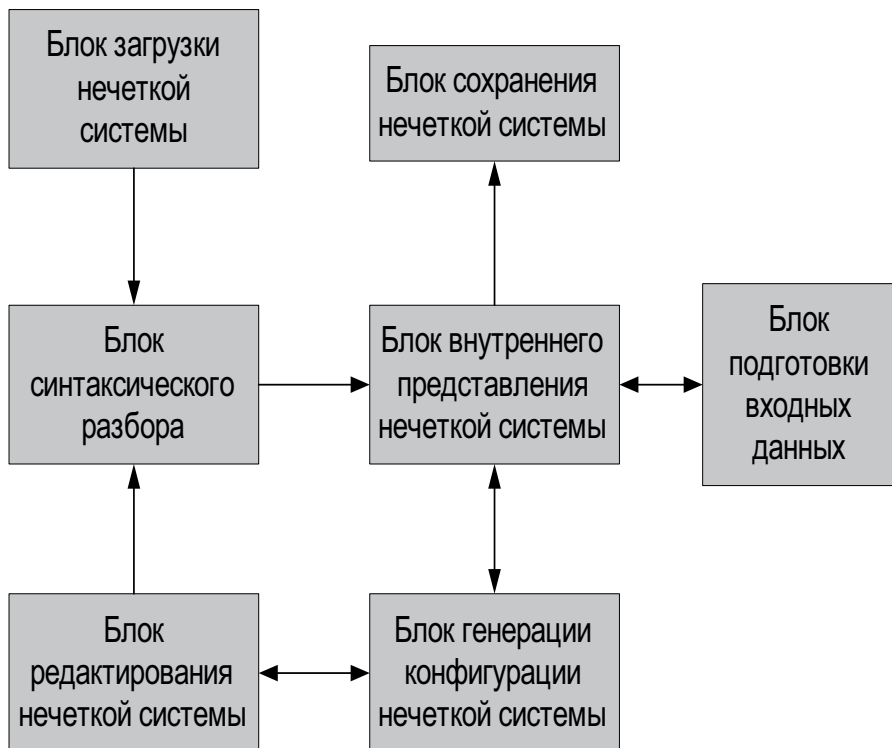 Блок загрузки
нечеткой
системы
Блок сохранения
нечеткой системы
Блок
синтаксического
разбора
Блок внутреннего
представления
нечеткой системы
Блок
подготовки
входных
данных
Блок
редактирования
нечеткой системы
Блок генерации
конфигурации
нечеткой системы